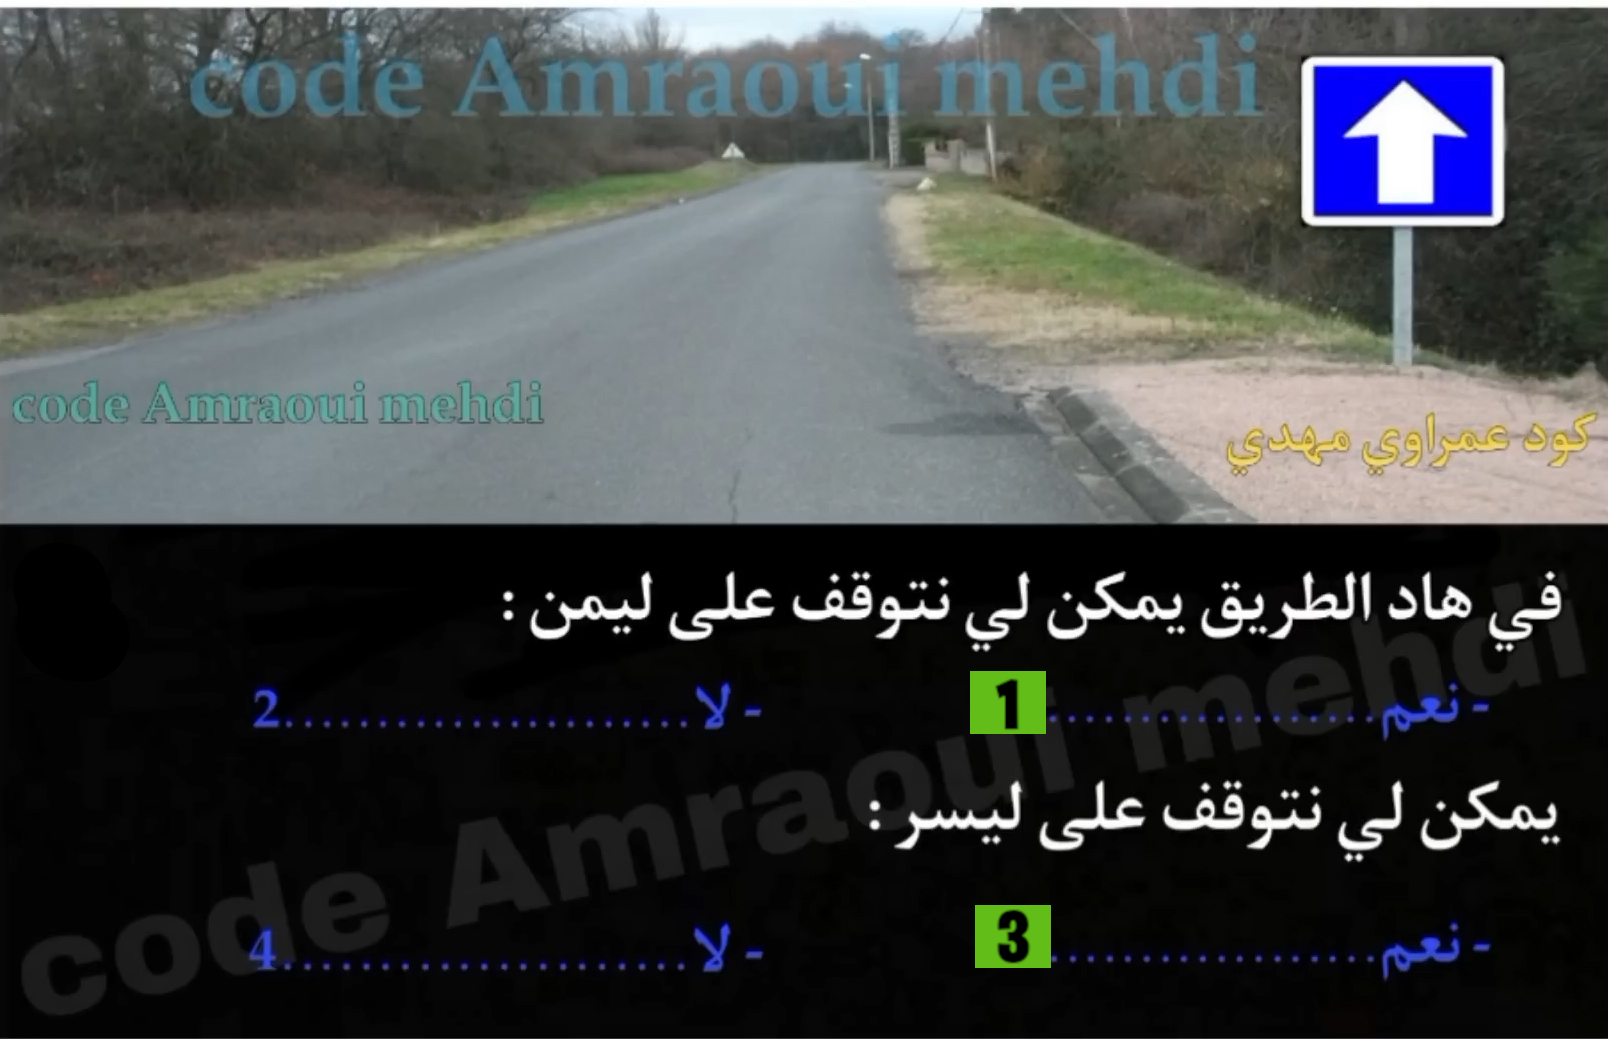 code Amraoui mehdi
code Amraoui mehdi
كود عمراوي مهدي
في هاد الطريق يمكن لي نتوقف على ليمن :
- نعم....................1 - لا......................2
يمكن لي نتوقف على ليسر :
- نعم....................3 - لا......................4
code Amraoui mehdi